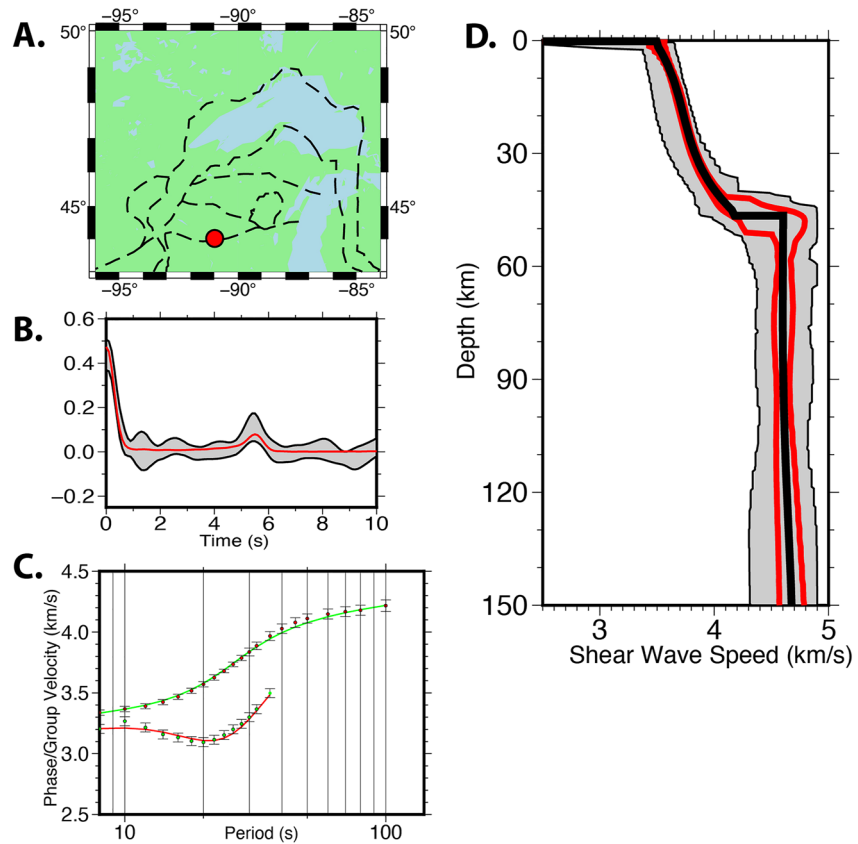 A.
−95° −90° −85°
50° 50°
45° 45°
−95° −90° −85°
B.
0.6
0.4
0.2
0.0
−0.2
0 2 4 6 8 10
Time (s)
C.
Phase/Group Velocity (km/s)
4.5
4.0
3.5
3.0
2.5
10 100
Period (s)
D.
Depth (km)
0
30
60
90
120
150
3 4 5
Shear Wave Speed (km/s)